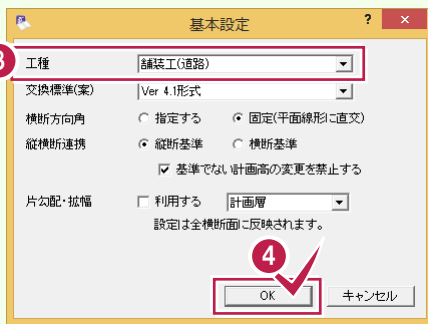 基本設定 ? ×
3 工種 舗装工(道路)
交換標準(案) Ver 4.1形式
横断方向角 指定する 固定(平面線形に直交)
縦横断連携 縦断基準 横断基準
基準でない計画高の変更を禁止する
片勾配・拡幅 利用する 計画層
設定は全横断面に反映されます。
4
OK キャンセル